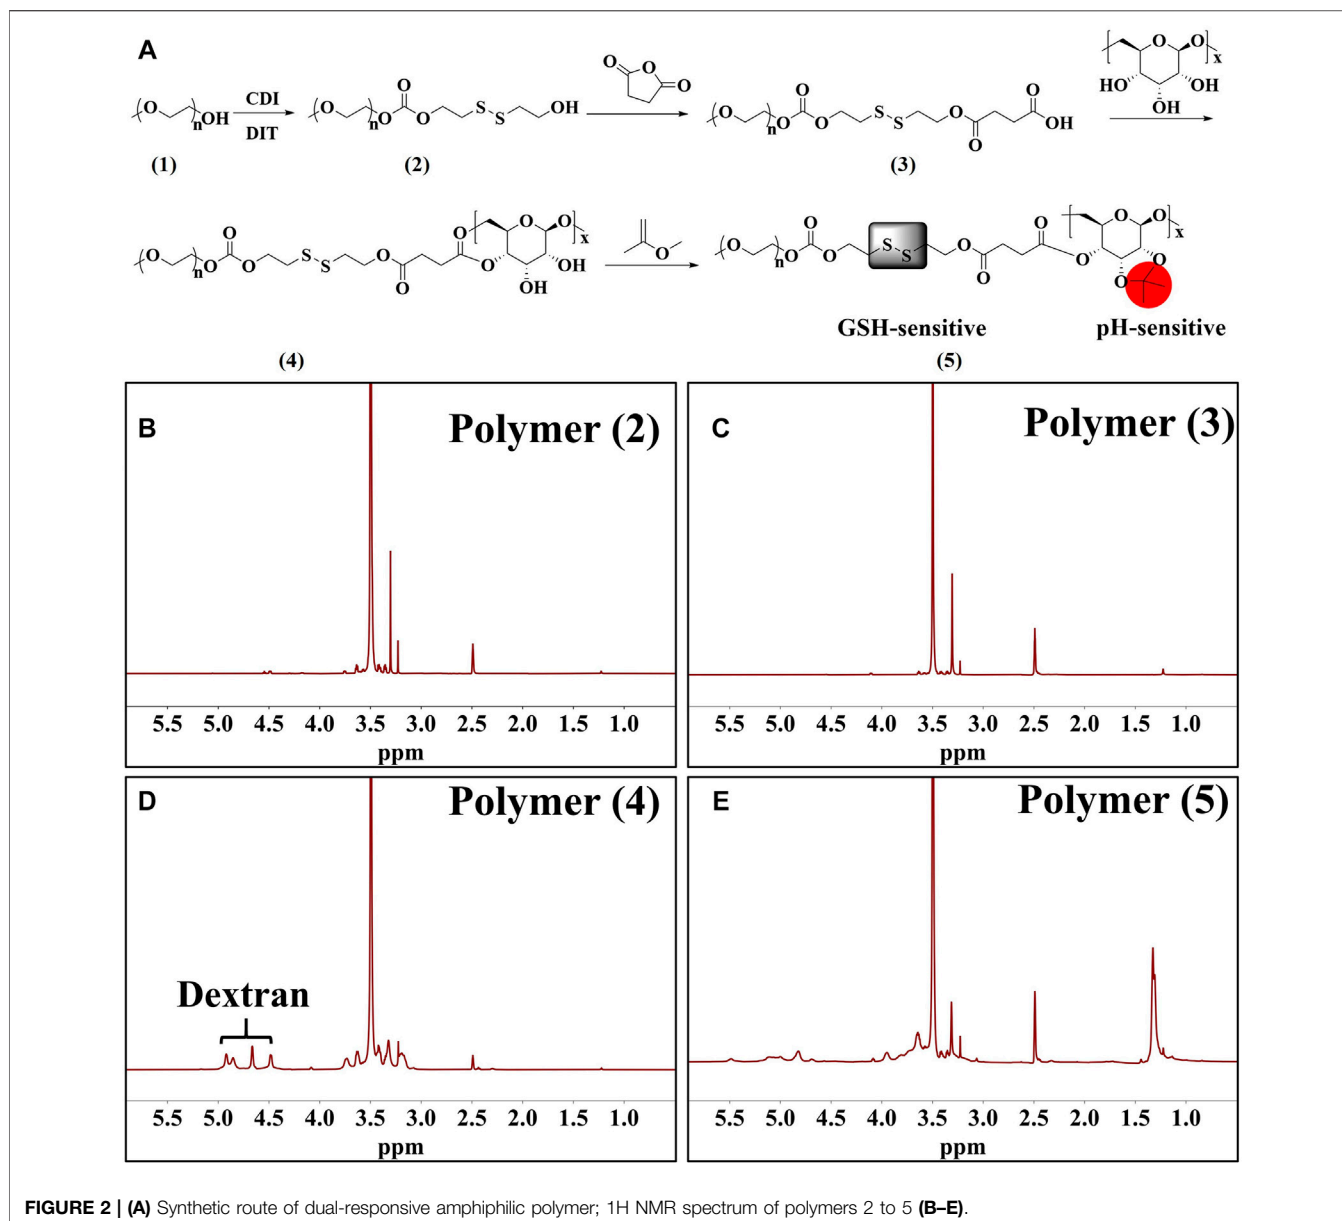 A
CDI
DIT
(1)
(2)
(3)
(4)
GSH-sensitive
pH-sensitive
(5)
B
Polymer (2)
5.5 4.5 4.0 3.5 3.0 2.5 2.0 1.5 1.0
ppm
C
Polymer (3)
5.5 5.0 4.5 4.0 3.5 3.0 2.5 2.0 1.5 1.0
ppm
D
Polymer (4)
Dextran
5.5 5.0 4.5 4.0 3.5 3.0 2.5 2.0 1.5 1.0
ppm
E
Polymer (5)
5.5 5.0 4.5 4.0 3.5 3.0 2.5 2.0 1.5 1.0
ppm
FIGURE 2 | (A) Synthetic route of dual-responsive amphiphilic polymer; 1H NMR spectrum of polymers 2 to 5 (B–E).